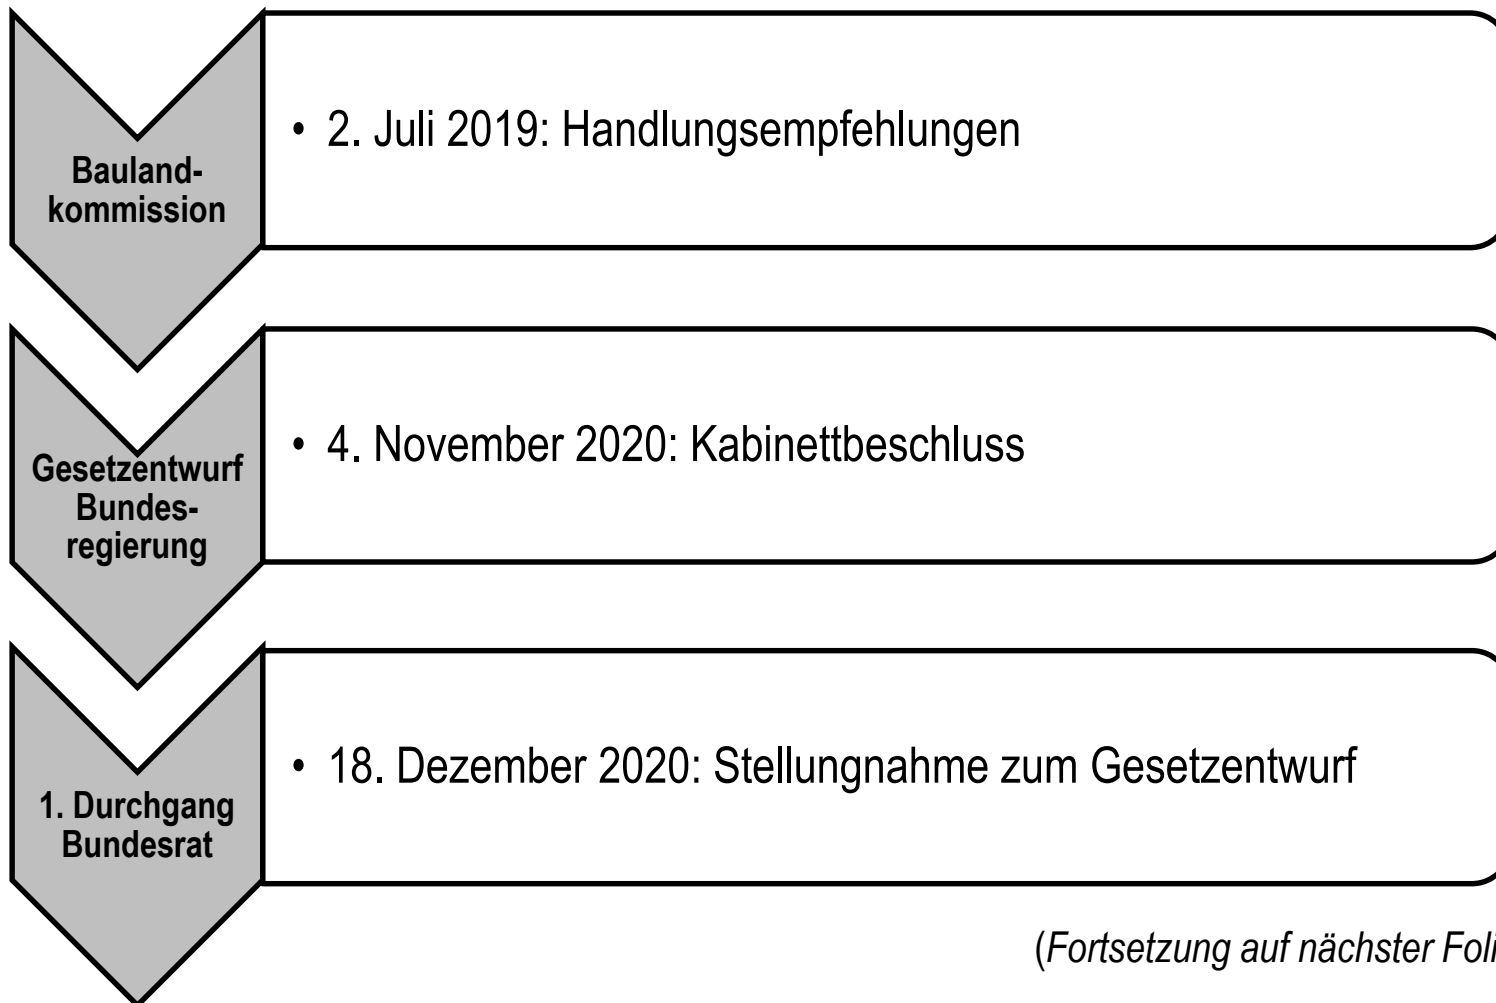 Bauland-
kommission
• 2. Juli 2019: Handlungsempfehlungen
Gesetzentwurf
Bundes-
regierung
• 4. November 2020: Kabinettbeschluss
1. Durchgang
Bundesrat
• 18. Dezember 2020: Stellungnahme zum Gesetzentwurf
(Fortsetzung auf nächster Foli